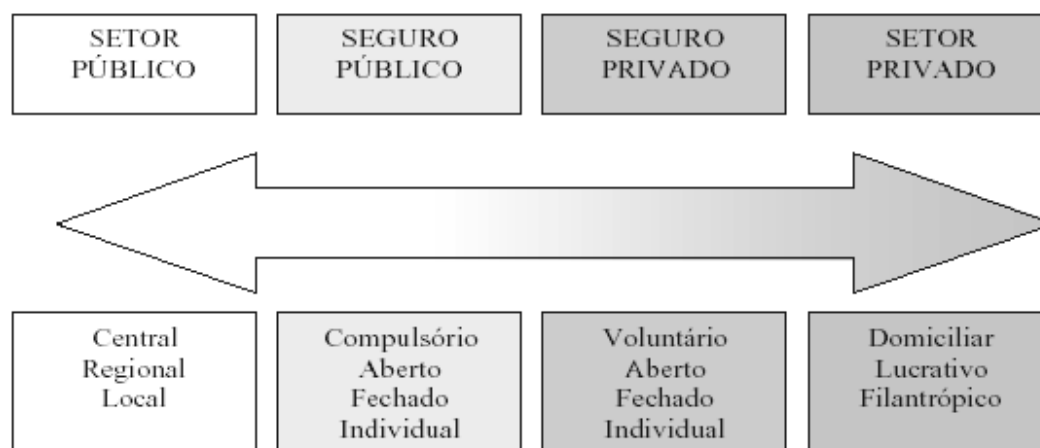 SETOR
PÚBLICO
SEGURO
PÚBLICO
SEGURO
PRIVADO
SETOR
PRIVADO
Central
Regional
Local
Compulsório
Aberto
Fechado
Individual
Voluntário
Aberto
Fechado
Individual
Domiciliar
Lucrativo
Filantrópico